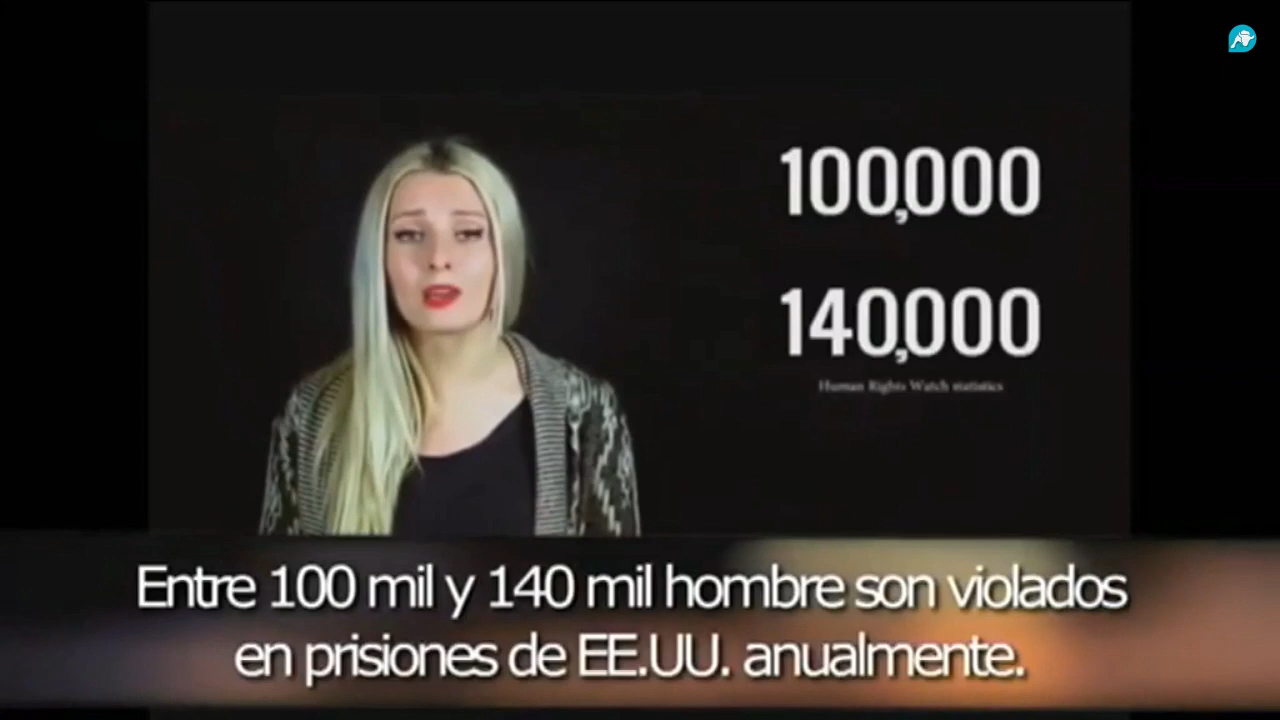 100,000
140,000
Human Rights Watch statistics
Entre 100 mil y 140 mil hombre son violados
en prisiones de EE.UU. anualmente.